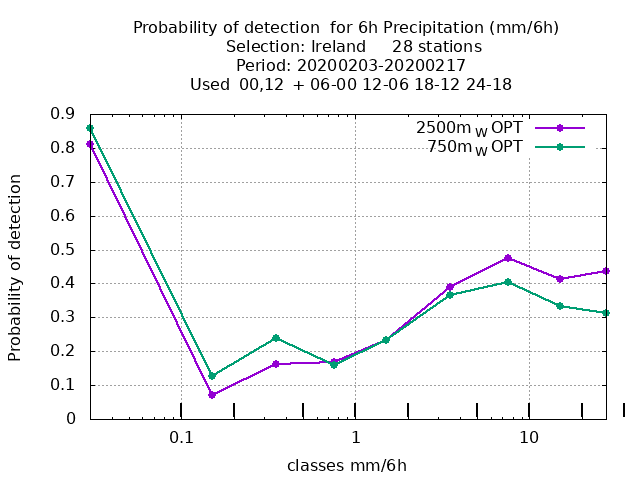 Probability of detection  for 6h Precipitation (mm/6h)
Selection: Ireland     28 stations
Period: 20200203-20200217
Used  00,12  + 06-00 12-06 18-12 24-18
2500m_W OPT
750m_W OPT
Probability of detection
0.9
0.8
0.7
0.6
0.5
0.4
0.3
0.2
0.1
0
0.1 1 10
classes mm/6h